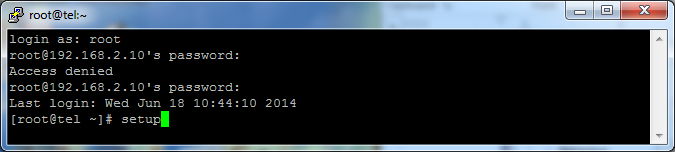 root@tel:~
login as: root
root@192.168.2.10's password:
Access denied
root@192.168.2.10's password:
Last login: Wed Jun 18 10:44:10 2014
[root@tel ~]# setup